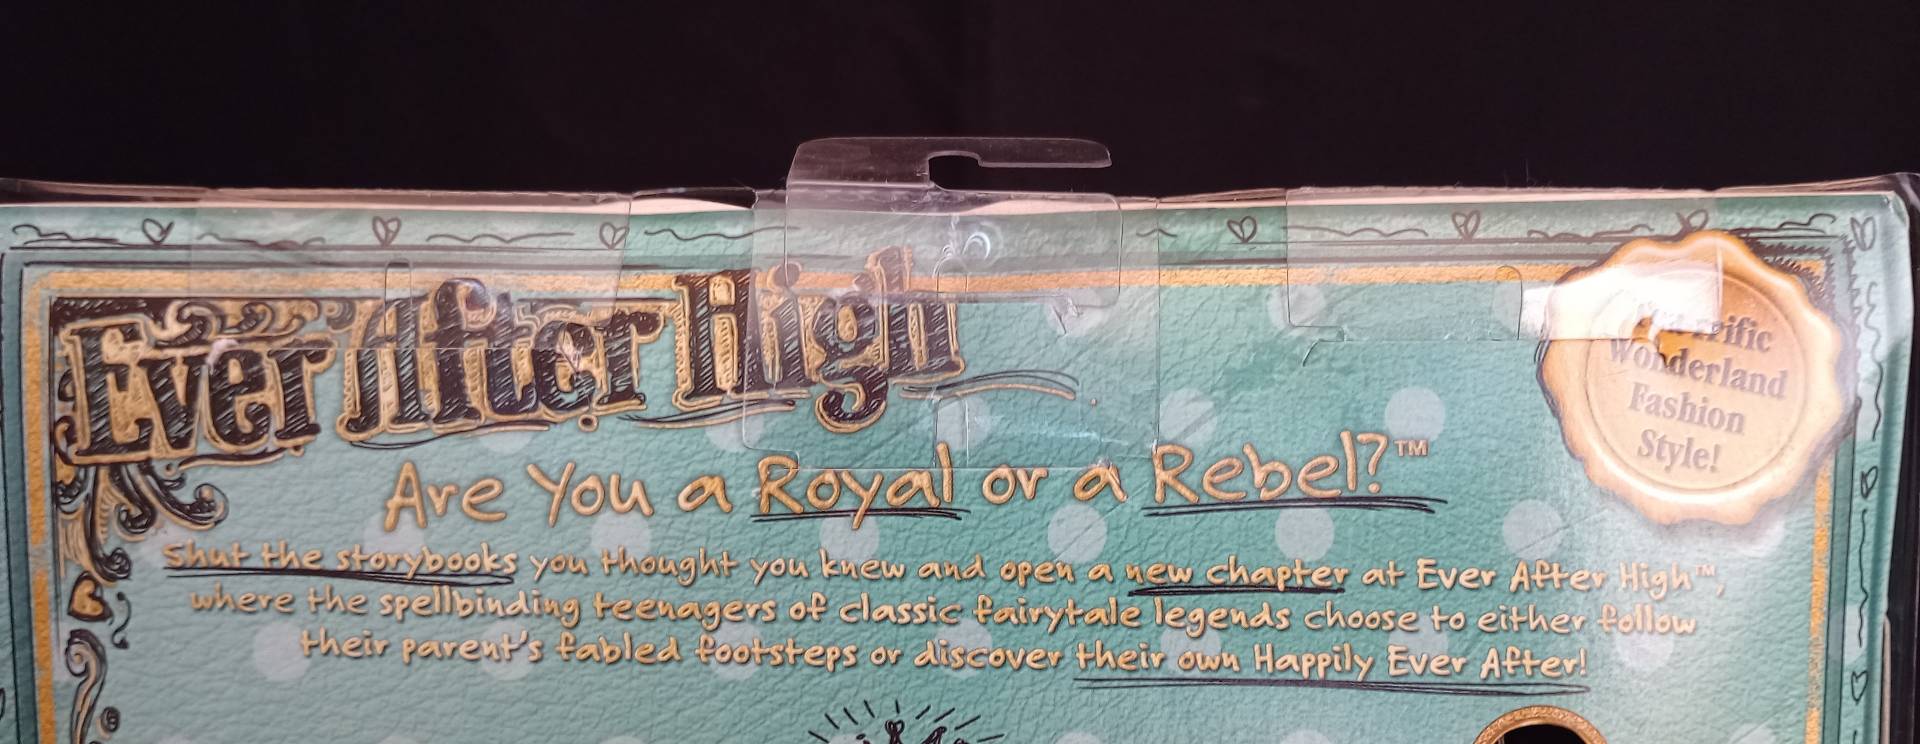 Ever After High
Are You a Royal or a Rebel?™
Shut the storybooks you thought you knew and open a new chapter at Ever After High™,
where the spellbinding teenagers of classic fairytale legends choose to either follow
their parent's fabled footsteps or discover their own Happily Ever After!
Wonderland
Fashion
Style!